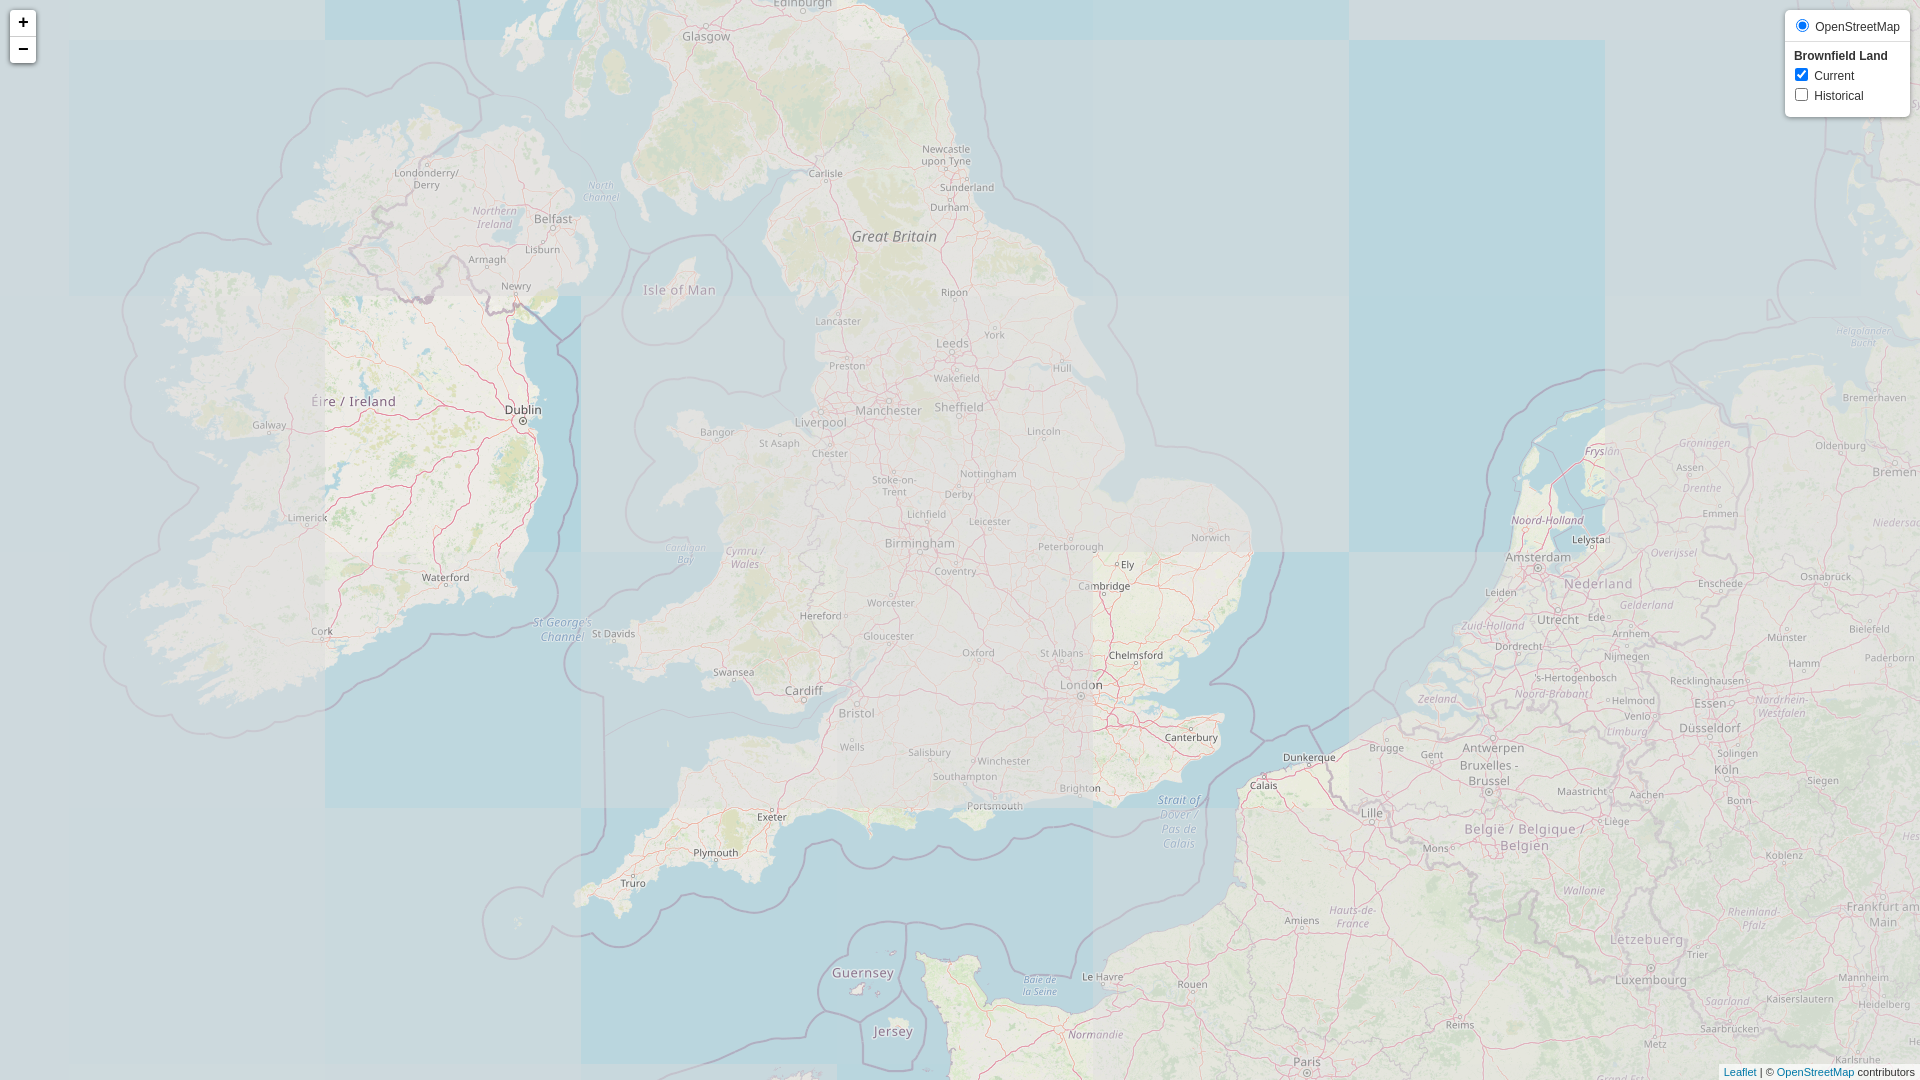 +
−
OpenStreetMap
Brownfield Land
Current
Historical
Edinburgh
Glasgow
Newcastle
upon Tyne
Londonderry/
Derry
Carlisle
North
Channel
Sunderland
Durham
Northern
Ireland
Belfast
Great Britain
Lisburn
Armagh
Newry
Isle of Man
Ripon
Lancaster
Helgoländer
Bucht
York
Leeds
Preston
Hull
Wakefield
Éire / Ireland
Dublin
Manchester
Sheffield
Bremerhaven
Galway
Liverpool
Bangor
Lincoln
St Asaph
Groningen
Oldenburg
Chester
Fryslân
Assen
Bremen
Nottingham
Stoke-on-
Trent
Drenthe
Derby
Limerick
Lichfield
Leicester
Noord-Holland
Emmen
Niedersac
Birmingham
Peterborough
Norwich
Lelystad
Cardigan
Bay
Cymru /
Wales
Overijssel
Amsterdam
Ely
Coventry
Waterford
Cambridge
Nederland
Enschede
Osnabrück
Leiden
Worcester
Gelderland
Hereford
Utrecht
Ede
St George's
Channel
Zuid-Holland
Bielefeld
Cork
St Davids
Gloucester
Arnhem
Münster
Dordrecht
Oxford
St Albans
Chelmsford
Nijmegen
Paderborn
Hamm
Swansea
's-Hertogenbosch
Recklinghausen
London
Cardiff
Noord-Brabant
Zeeland
Helmond
Essen
Nordrhein-
Westfalen
Bristol
Venlo
Düsseldorf
Limburg
Canterbury
Wells
Salisbury
Brugge
Gent
Antwerpen
Solingen
Dunkerque
Winchester
Bruxelles -
Brussel
Köln
Southampton
Siegen
Calais
Brighton
Maastricht
Aachen
Strait of
Dover /
Pas de
Calais
Portsmouth
Bonn
Exeter
Lille
Liège
België / Belgique /
Belgien
Mons
Plymouth
Koblenz
Truro
Wallonie
Hauts-de-
France
Amiens
Rheinland-
Pfalz
Frankfurt am
Main
Lëtzebuerg
Trier
Guernsey
Le Havre
Baie de
la Seine
Rouen
Luxembourg
Mannheim
Saarland
Kaiserslautern
Heidelberg
Jersey
Normandie
Reims
Saarbrücken
Metz
Paris
Karlsruhe
Grand Est
Leaflet | © OpenStreetMap contributors